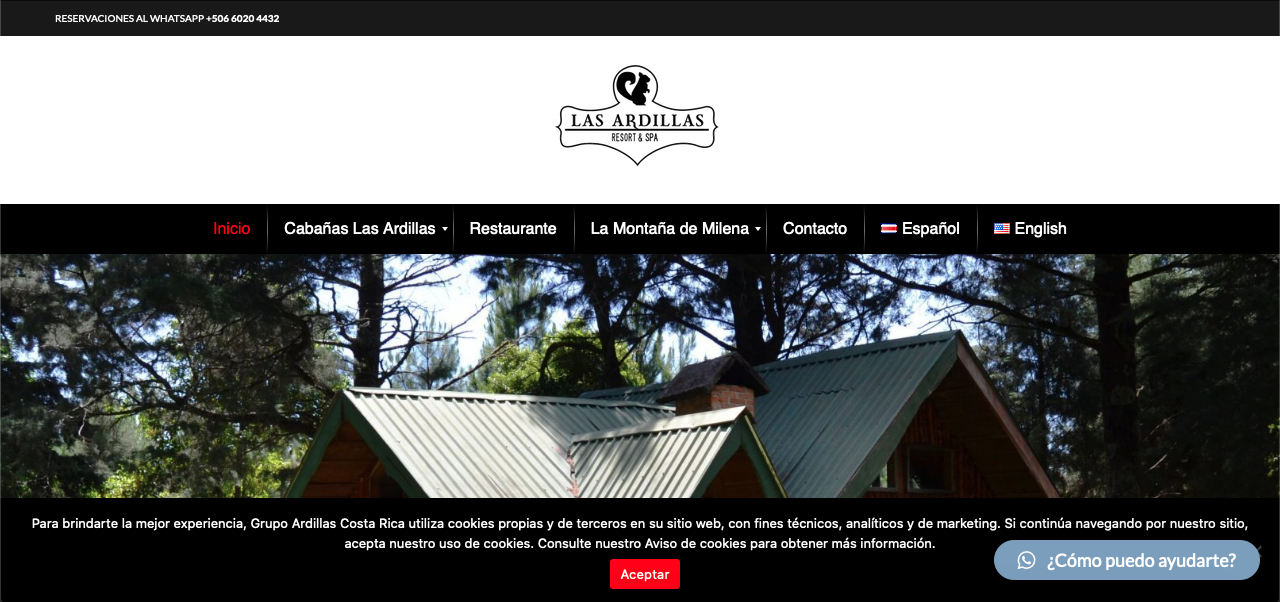 RESERVACIONES AL WHATSAPP +506 6020 4432
LAS ARDILLAS
RESORT & SPA
Inicio
Cabañas Las Ardillas
Restaurante
La Montaña de Milena
Contacto
Español
English
Para brindarte la mejor experiencia, Grupo Ardillas Costa Rica utiliza cookies propias y de terceros en su sitio web, con fines técnicos, analíticos y de marketing. Si continúa navegando por nuestro sitio,
acepta nuestro uso de cookies. Consulte nuestro Aviso de cookies para obtener más información.
Aceptar
¿Cómo puedo ayudarte?